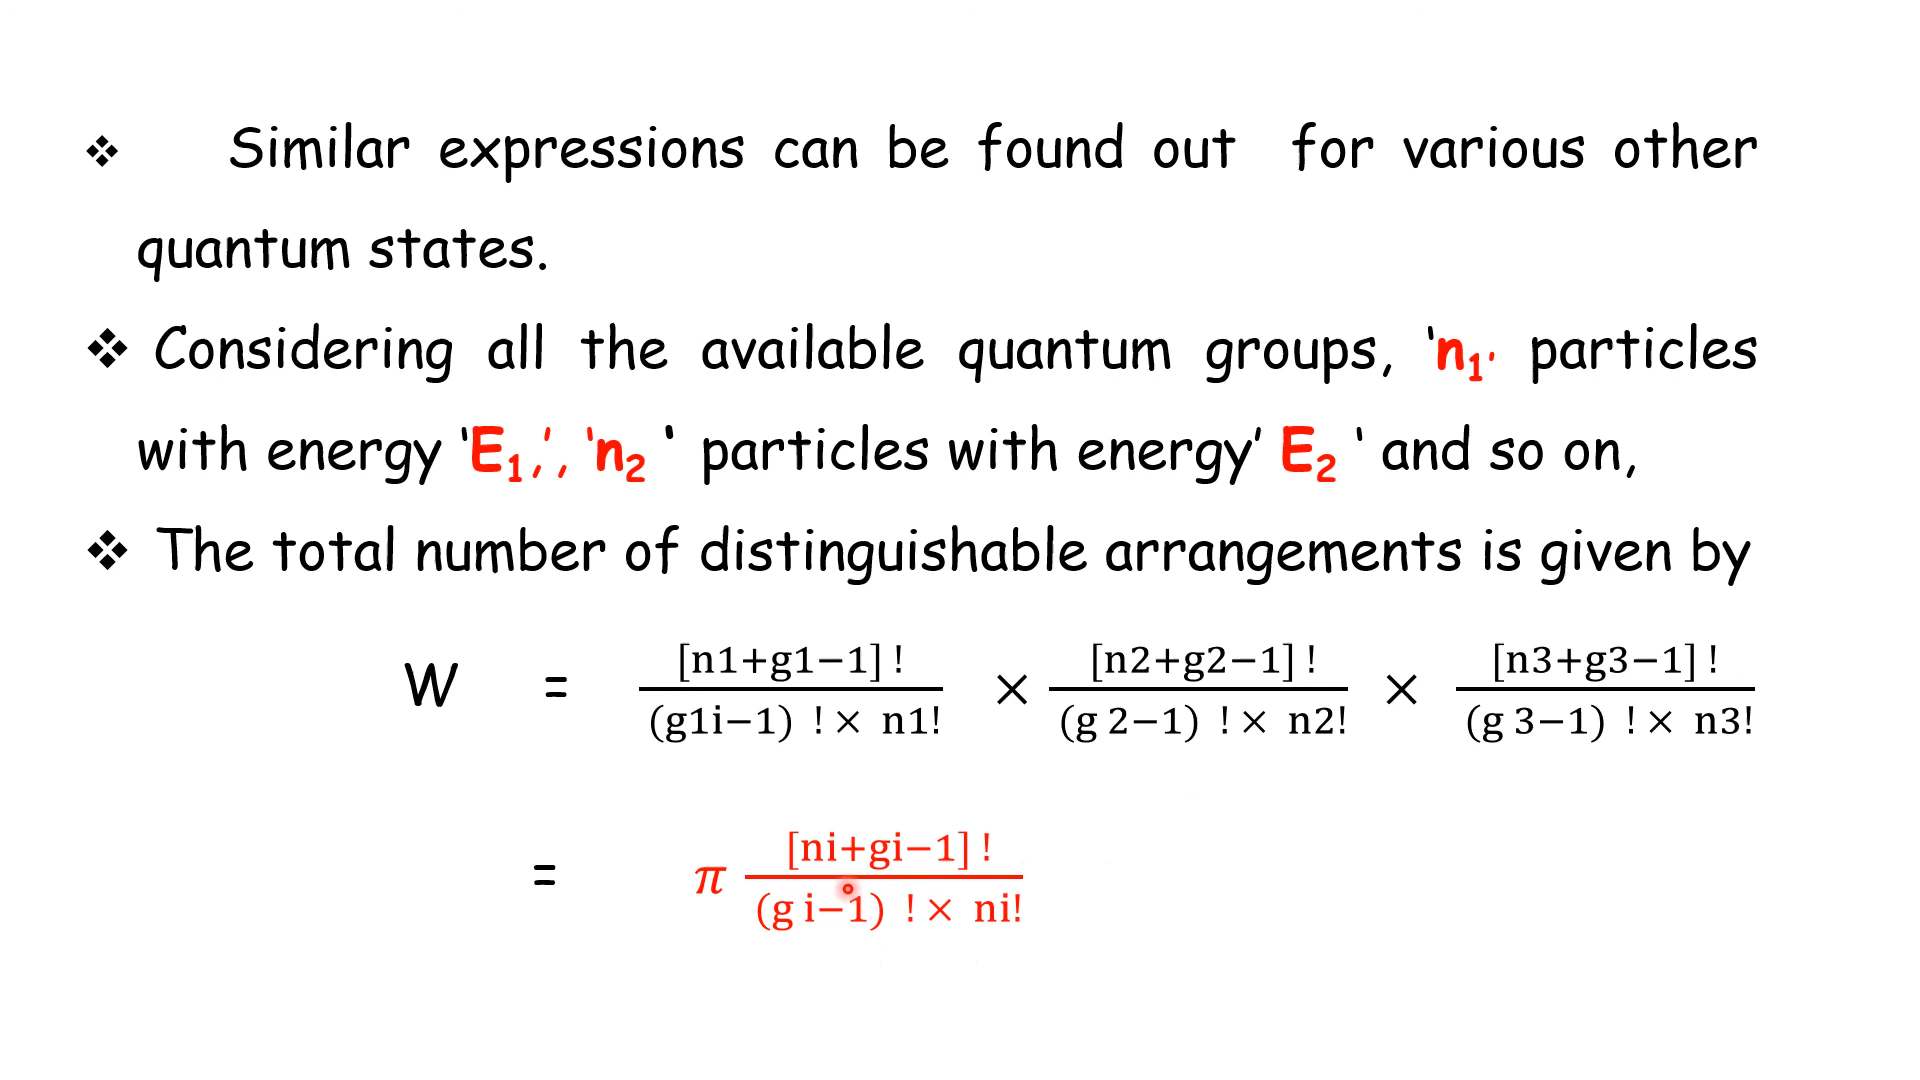 ❖ Similar expressions can be found out for various other
quantum states.
❖ Considering all the available quantum groups, ‘n₁’ particles
with energy ‘E₁,’, ‘n₂ ‘ particles with energy’ E₂ ‘ and so on,
❖ The total number of distinguishable arrangements is given by
W = [n1+g1−1] ! / (g1i−1) ! × n1! × [n2+g2−1] ! / (g 2−1) ! × n2! × [n3+g3−1] ! / (g 3−1) ! × n3!
= π [ni+gi−1] ! / (g i−1) ! × ni!